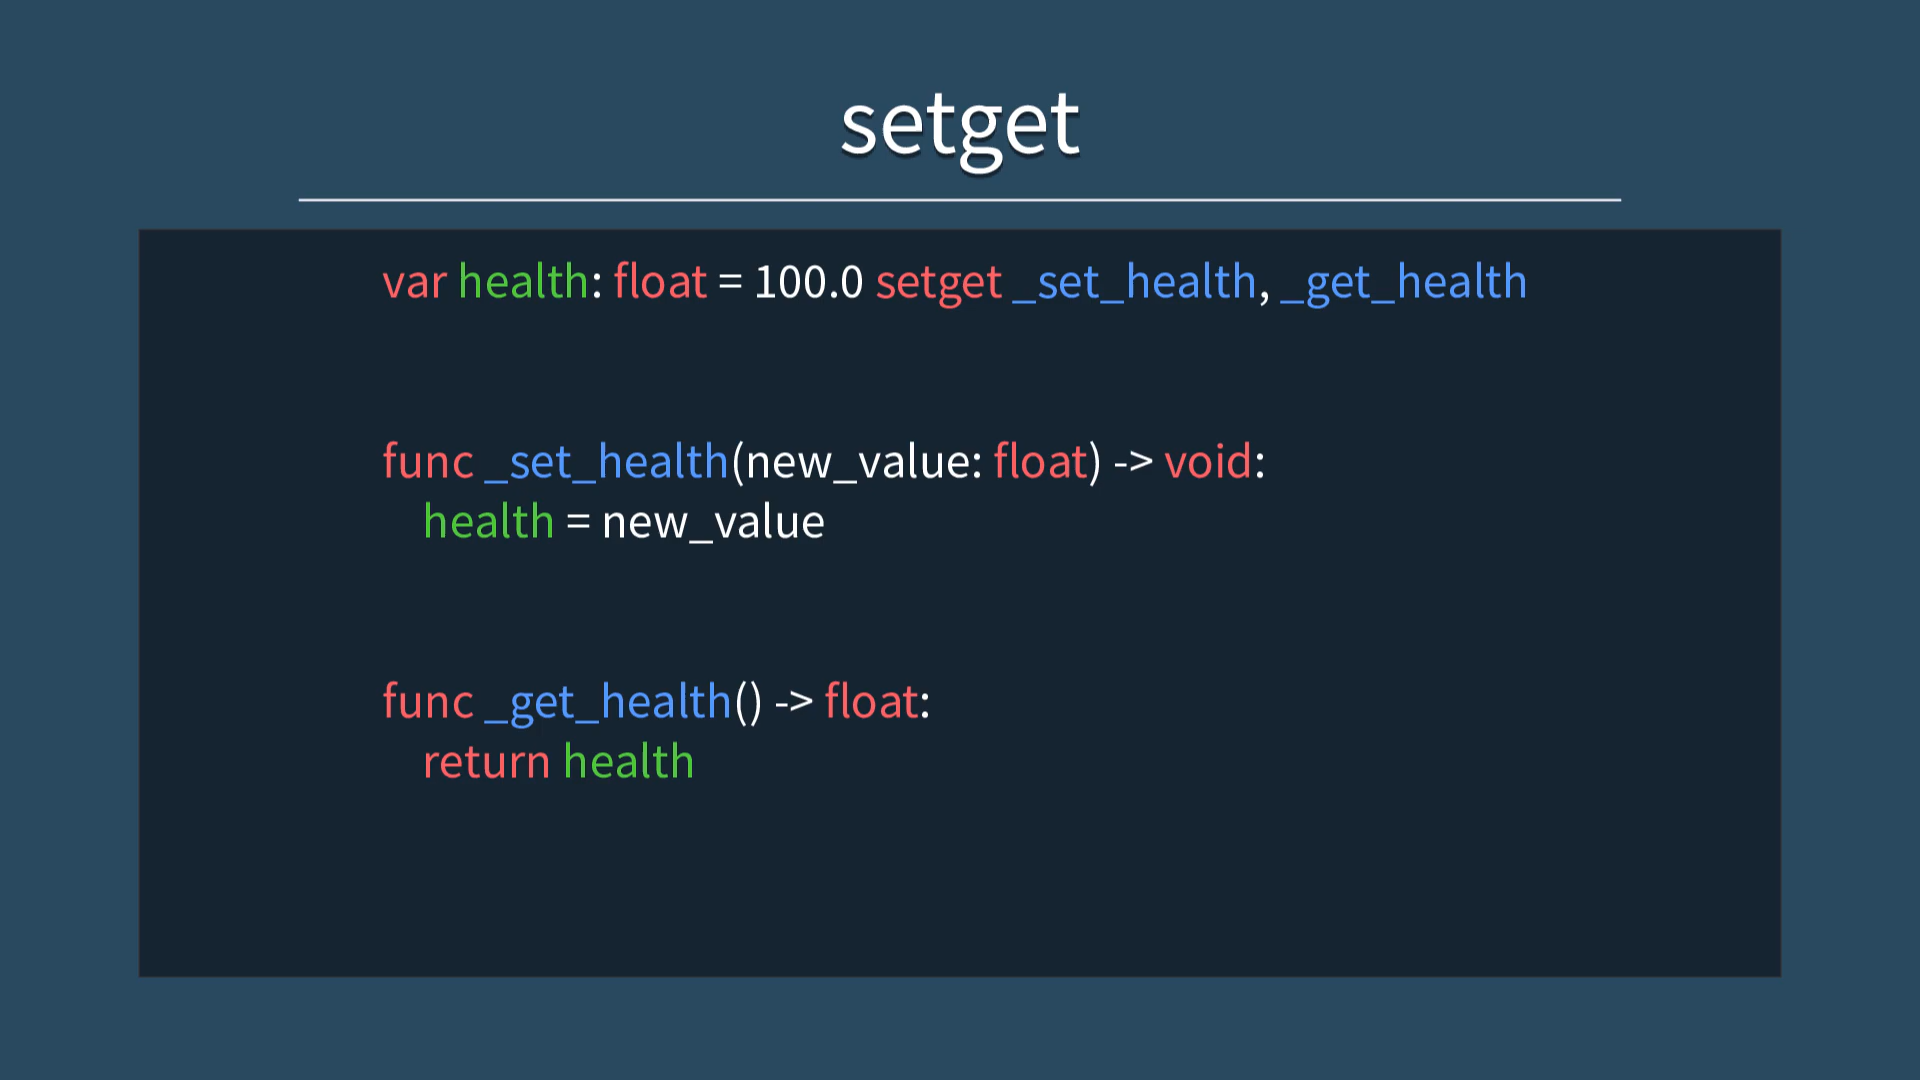 setget
var health: float = 100.0 setget _set_health, _get_health
func _set_health(new_value: float) -> void:
health = new_value
func _get_health() -> float:
return health